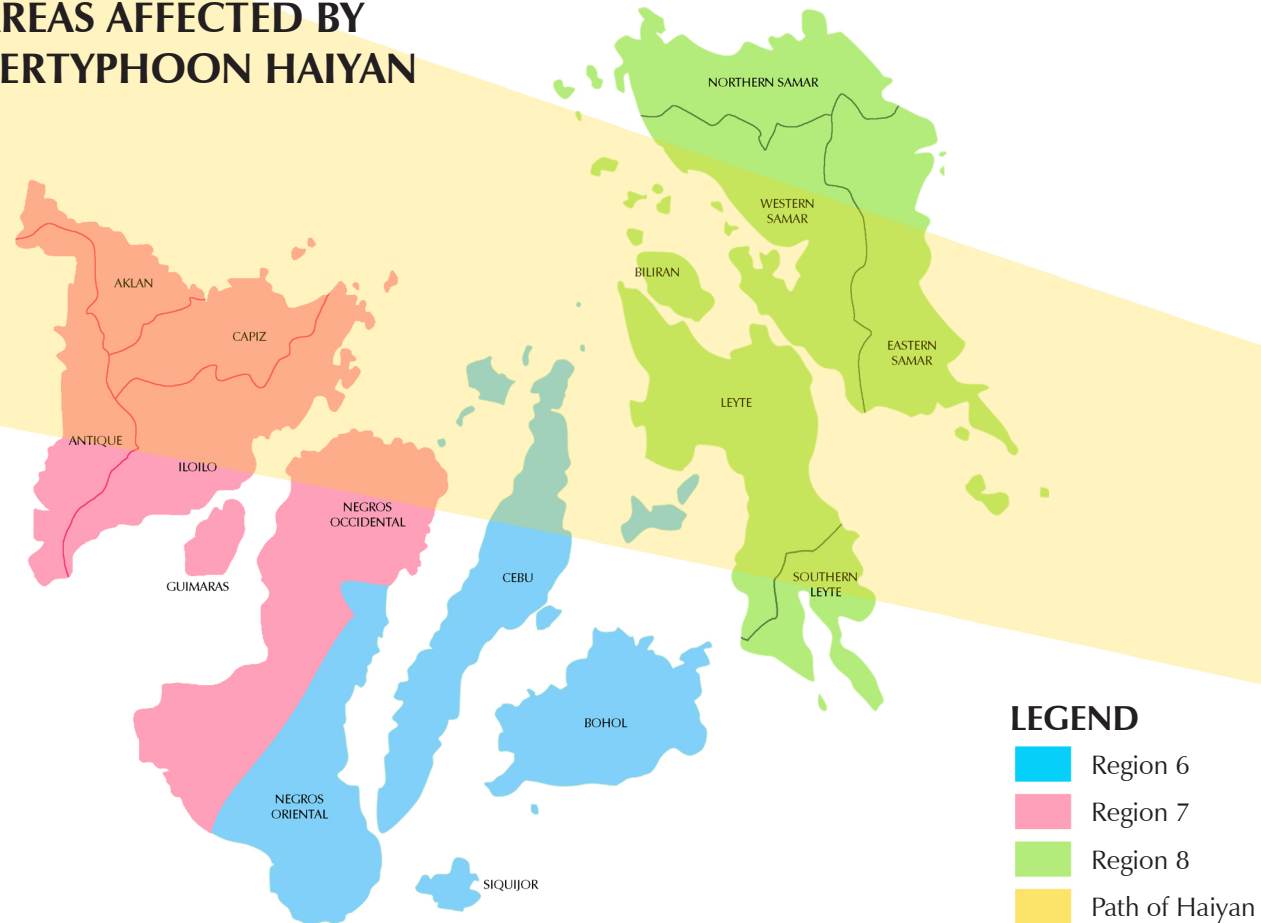 AREAS AFFECTED BY
ERTYPHOON HAIYAN
NORTHERN SAMAR
WESTERN
SAMAR
BILIRAN
AKLAN
CAPIZ
EASTERN
SAMAR
LEYTE
ANTIQUE
ILOILO
NEGROS
OCCIDENTAL
GUIMARAS
CEBU
SOUTHERN
LEYTE
BOHOL
NEGROS
ORIENTAL
SIQUIJOR
LEGEND
Region 6
Region 7
Region 8
Path of Haiyan